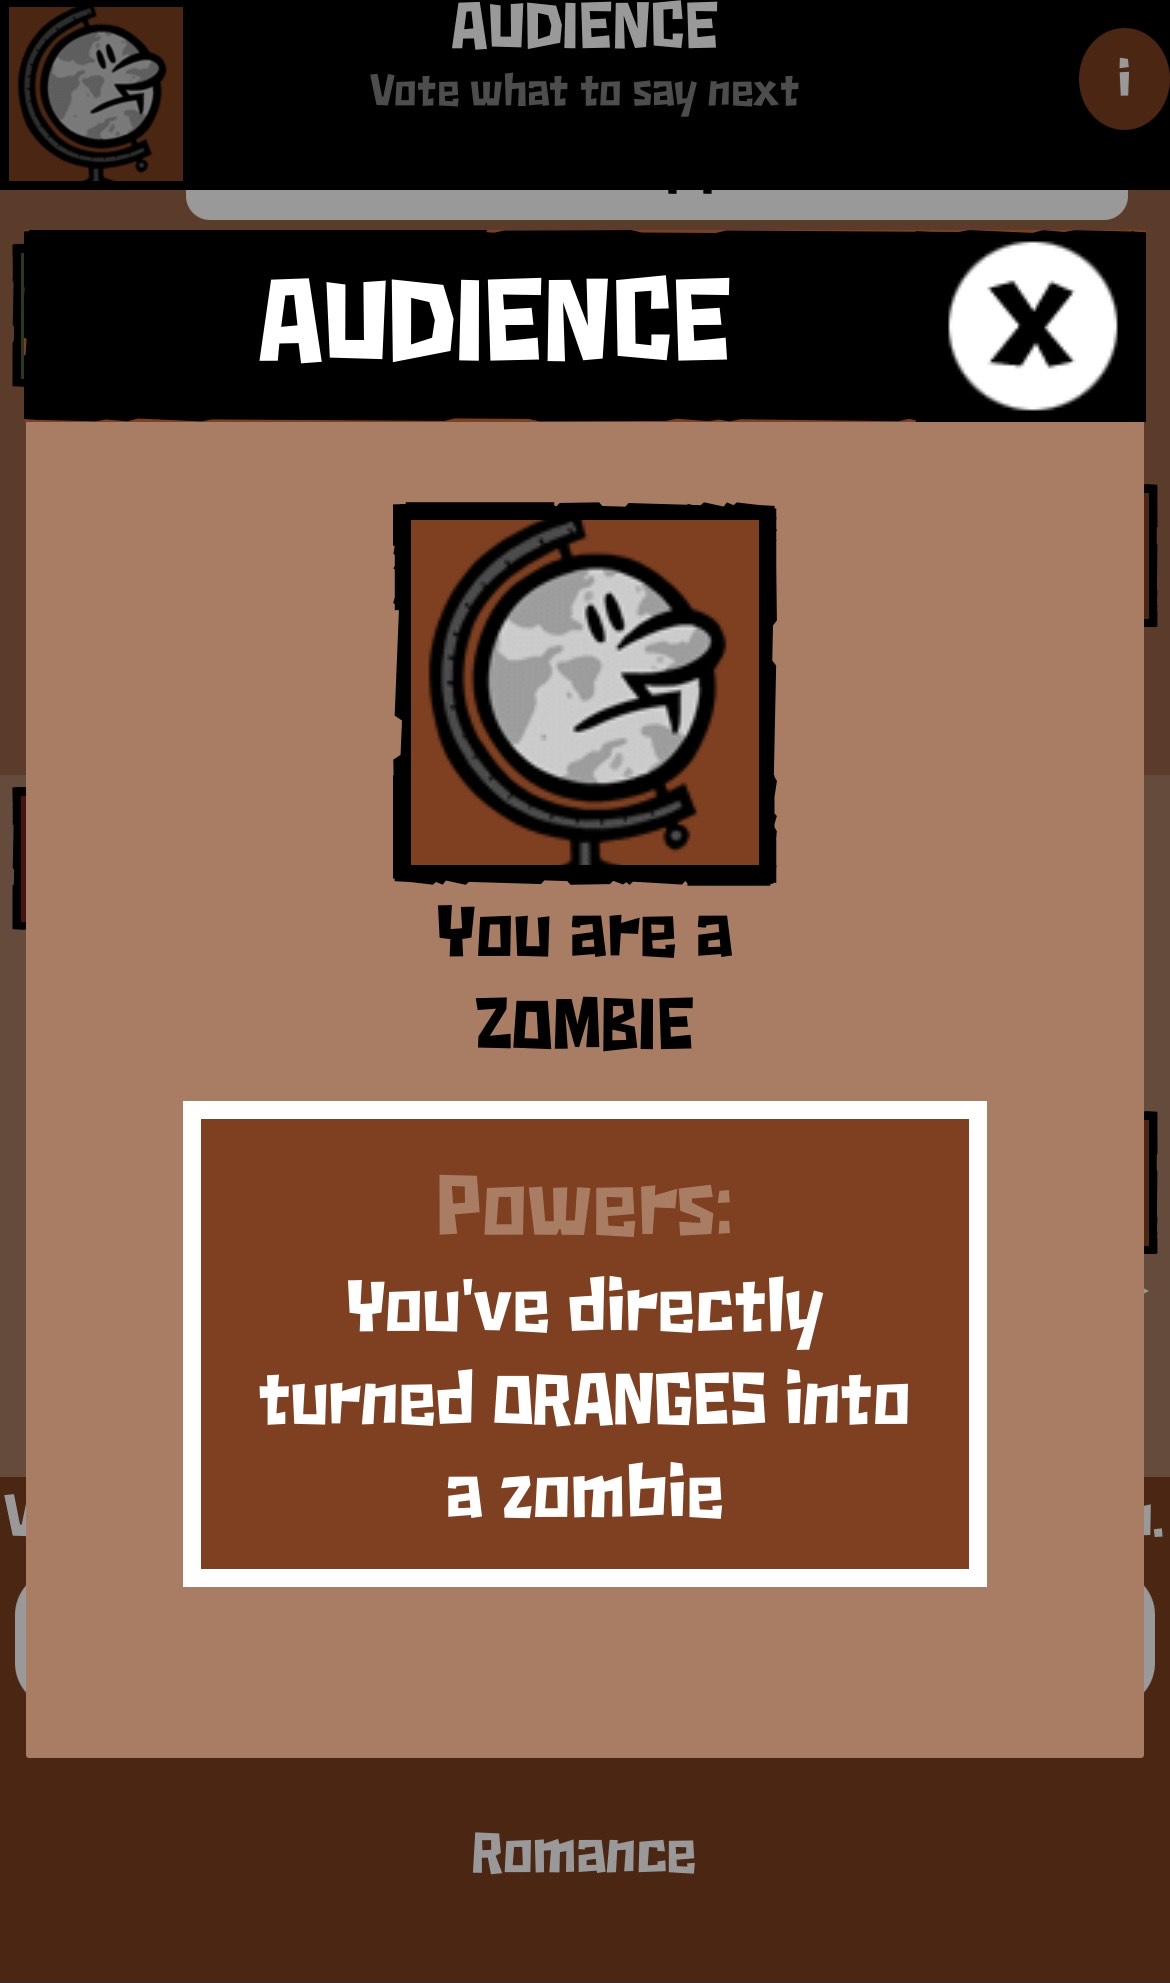 AUDIENCE
Vote what to say next
i
AUDIENCE
X
You are a
ZOMBIE
Powers:
You've directly
turned ORANGES into
a zombie
Romance